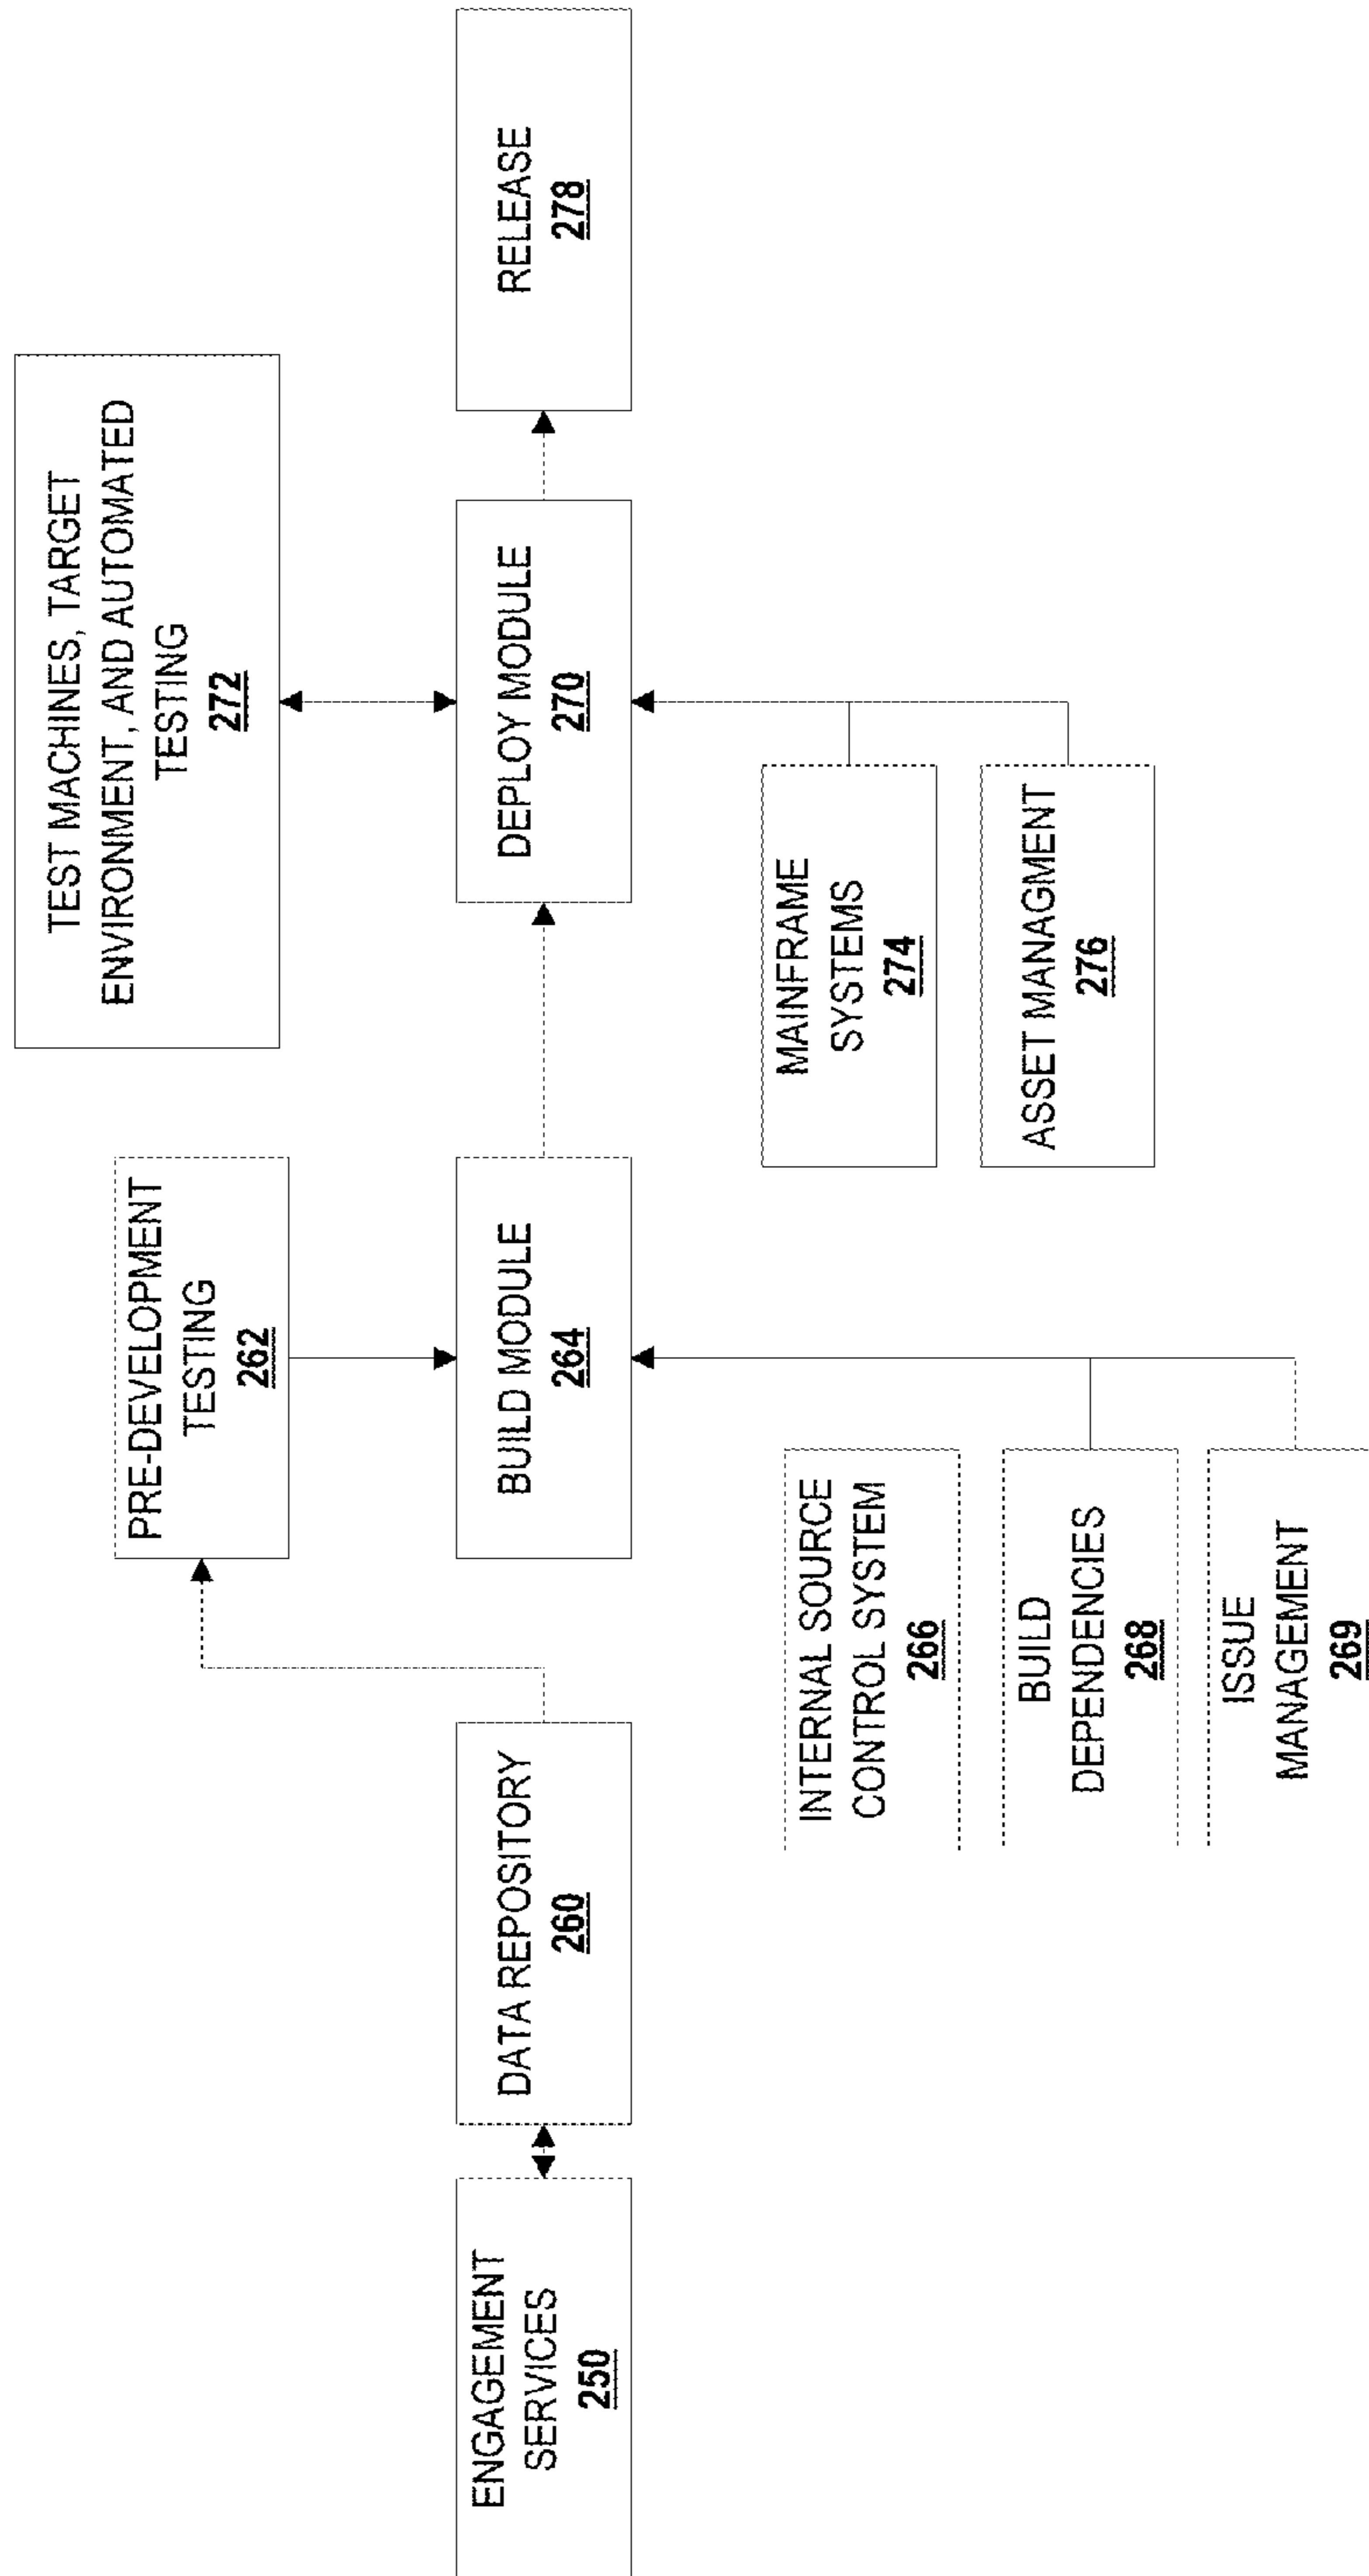 ENGAGEMENT
SERVICES
250
DATA REPOSITORY
260
PRE-DEVELOPMENT
TESTING
262
BUILD MODULE
264
INTERNAL SOURCE
CONTROL SYSTEM
266
BUILD
DEPENDENCIES
268
ISSUE
MANAGEMENT
269
TEST MACHINES, TARGET
ENVIRONMENT, AND AUTOMATED
TESTING
272
DEPLOY MODULE
270
MAINFRAME
SYSTEMS
274
ASSET MANAGMENT
276
RELEASE
278